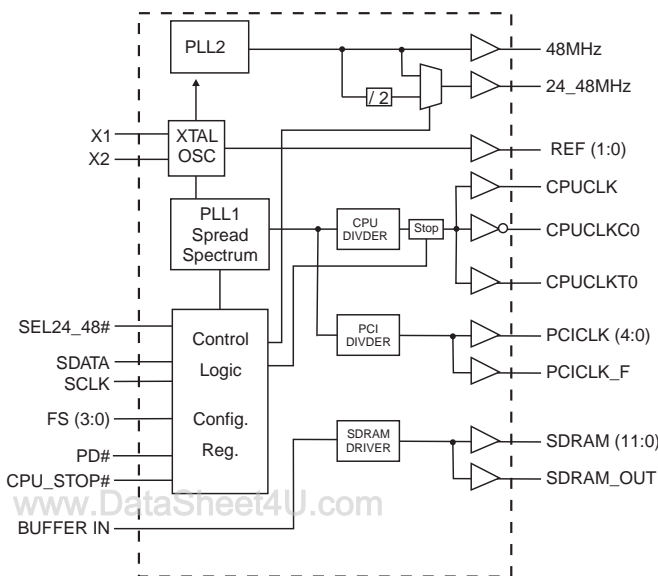 PLL2
48MHz
/ 2
24_48MHz
X1
X2
XTAL
OSC
REF (1:0)
CPUCLK
PLL1
Spread
Spectrum
CPU
DIVDER
Stop
CPUCLKC0
CPUCLKT0
SEL24_48#
SDATA
SCLK
FS (3:0)
PD#
CPU_STOP#
BUFFER IN
Control
Logic
Config.
Reg.
PCI
DIVDER
PCICLK (4:0)
PCICLK_F
SDRAM
DRIVER
SDRAM (11:0)
SDRAM_OUT
www.DataSheet4U.com